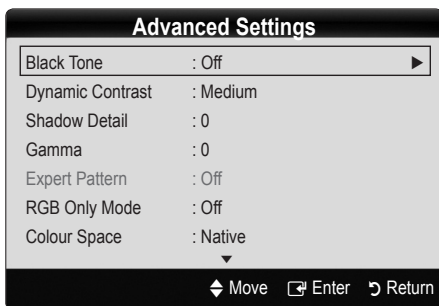 Advanced Settings
Black Tone : Off ►
Dynamic Contrast : Medium
Shadow Detail : 0
Gamma : 0
Expert Pattern : Off
RGB Only Mode : Off
Colour Space : Native
▼
Move Enter Return